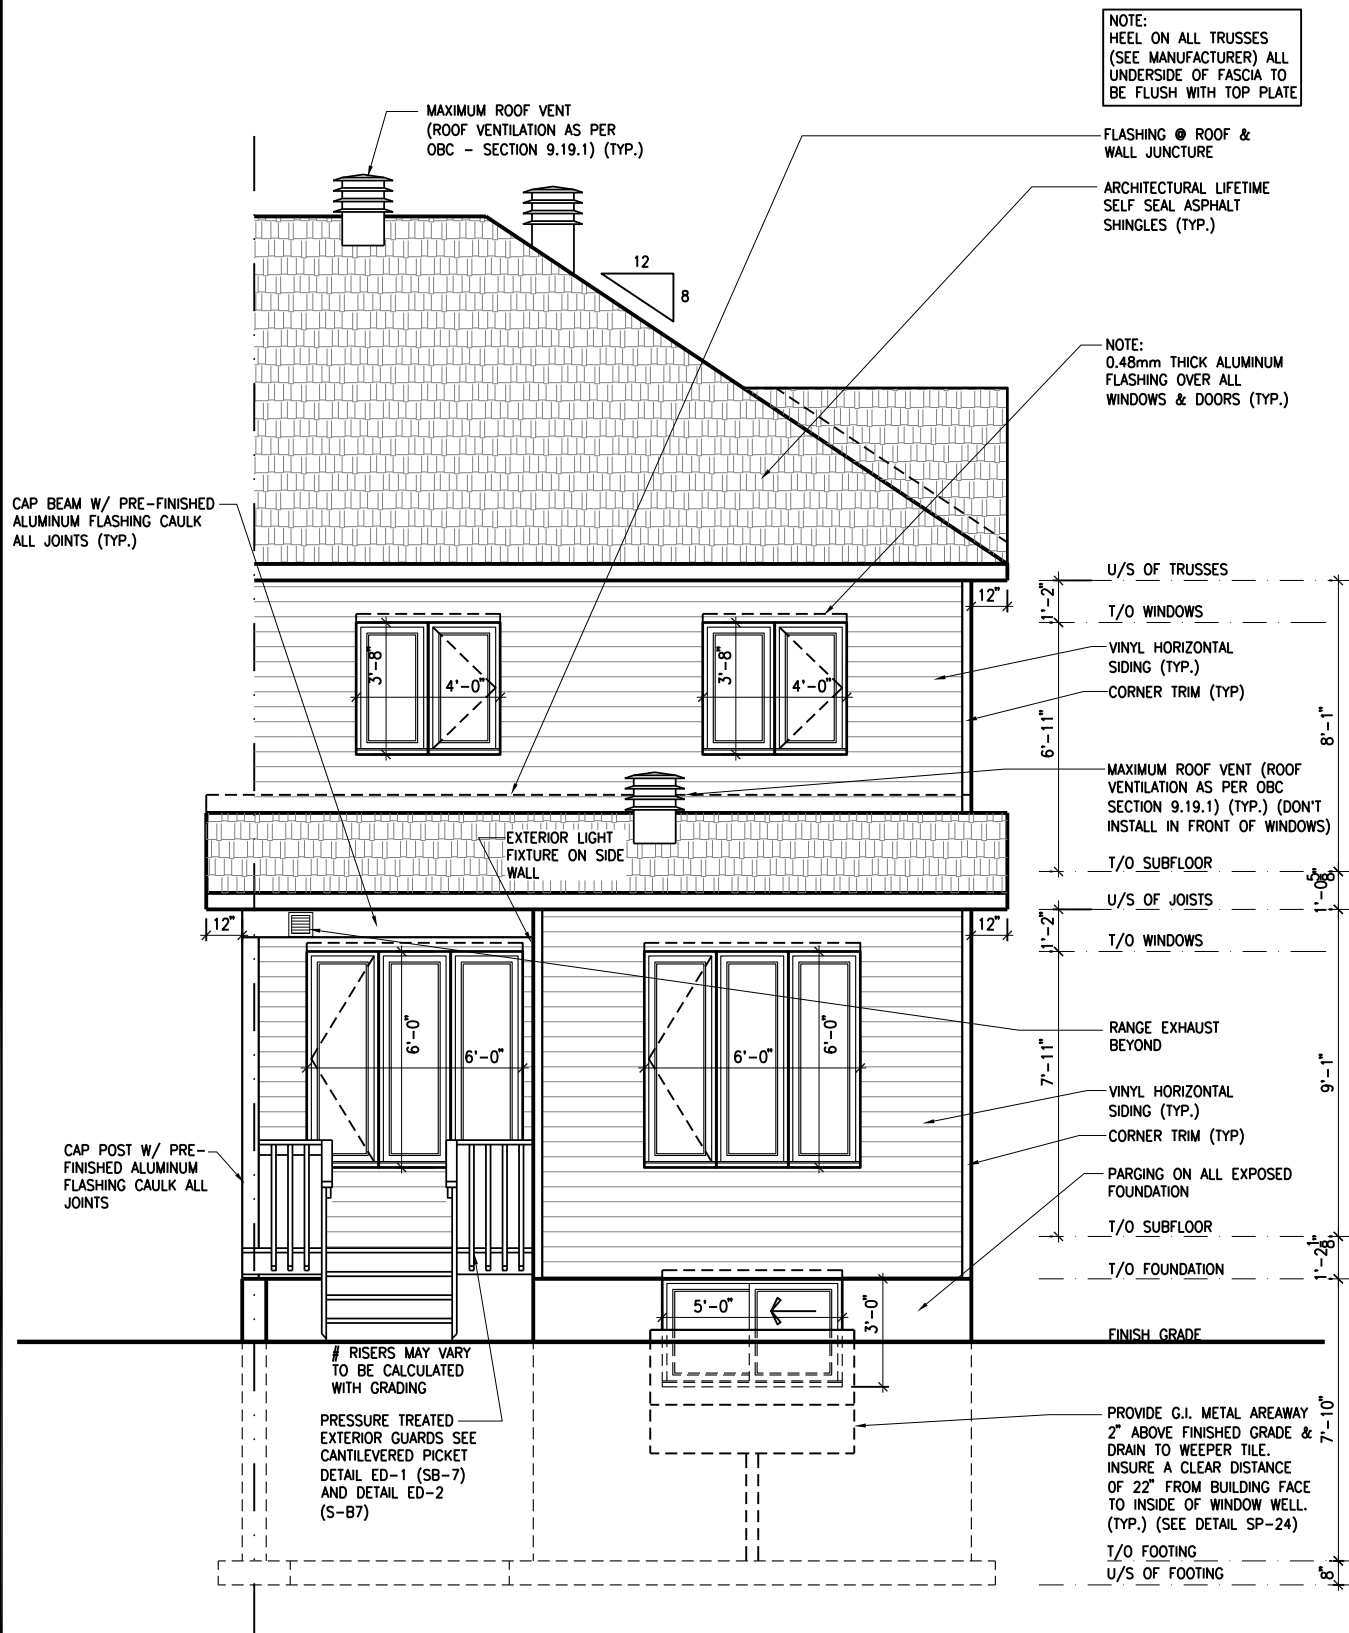 NOTE:
HEEL ON ALL TRUSSES
(SEE MANUFACTURER) ALL
UNDERSIDE OF FASCIA TO
BE FLUSH WITH TOP PLATE
MAXIMUM ROOF VENT
(ROOF VENTILATION AS PER
OBC - SECTION 9.19.1) (TYP.)
FLASHING @ ROOF &
WALL JUNCTURE
ARCHITECTURAL LIFETIME
SELF SEAL ASPHALT
SHINGLES (TYP.)
12
8
NOTE:
0.48mm THICK ALUMINUM
FLASHING OVER ALL
WINDOWS & DOORS (TYP.)
CAP BEAM W/ PRE-FINISHED
ALUMINUM FLASHING CAULK
ALL JOINTS (TYP.)
U/S OF TRUSSES
12"
1'-2"
T/O WINDOWS
3'-8"
4'-0"
3'-8"
4'-0"
VINYL HORIZONTAL
SIDING (TYP.)
CORNER TRIM (TYP)
6'-11"
8'-1"
MAXIMUM ROOF VENT (ROOF
VENTILATION AS PER OBC
SECTION 9.19.1) (TYP.) (DON'T
INSTALL IN FRONT OF WINDOWS)
EXTERIOR LIGHT
FIXTURE ON SIDE
WALL
T/O SUBFLOOR
1'-0 5/8"
U/S OF JOISTS
12"
12"
1'-2"
T/O WINDOWS
6'-0"
6'-0"
6'-0"
6'-0"
RANGE EXHAUST
BEYOND
7'-11"
9'-1"
VINYL HORIZONTAL
SIDING (TYP.)
CORNER TRIM (TYP)
CAP POST W/ PRE-
FINISHED ALUMINUM
FLASHING CAULK ALL
JOINTS
PARGING ON ALL EXPOSED
FOUNDATION
T/O SUBFLOOR
1'-2 1/8"
T/O FOUNDATION
5'-0"
3'-0"
FINISH GRADE
# RISERS MAY VARY
TO BE CALCULATED
WITH GRADING
PRESSURE TREATED
EXTERIOR GUARDS SEE
CANTILEVERED PICKET
DETAIL ED-1 (SB-7)
AND DETAIL ED-2
(S-B7)
PROVIDE G.I. METAL AREAWAY
2" ABOVE FINISHED GRADE &
DRAIN TO WEEPER TILE.
INSURE A CLEAR DISTANCE
OF 22" FROM BUILDING FACE
TO INSIDE OF WINDOW WELL.
(TYP.) (SEE DETAIL SP-24)
7'-10"
T/O FOOTING
U/S OF FOOTING
8"